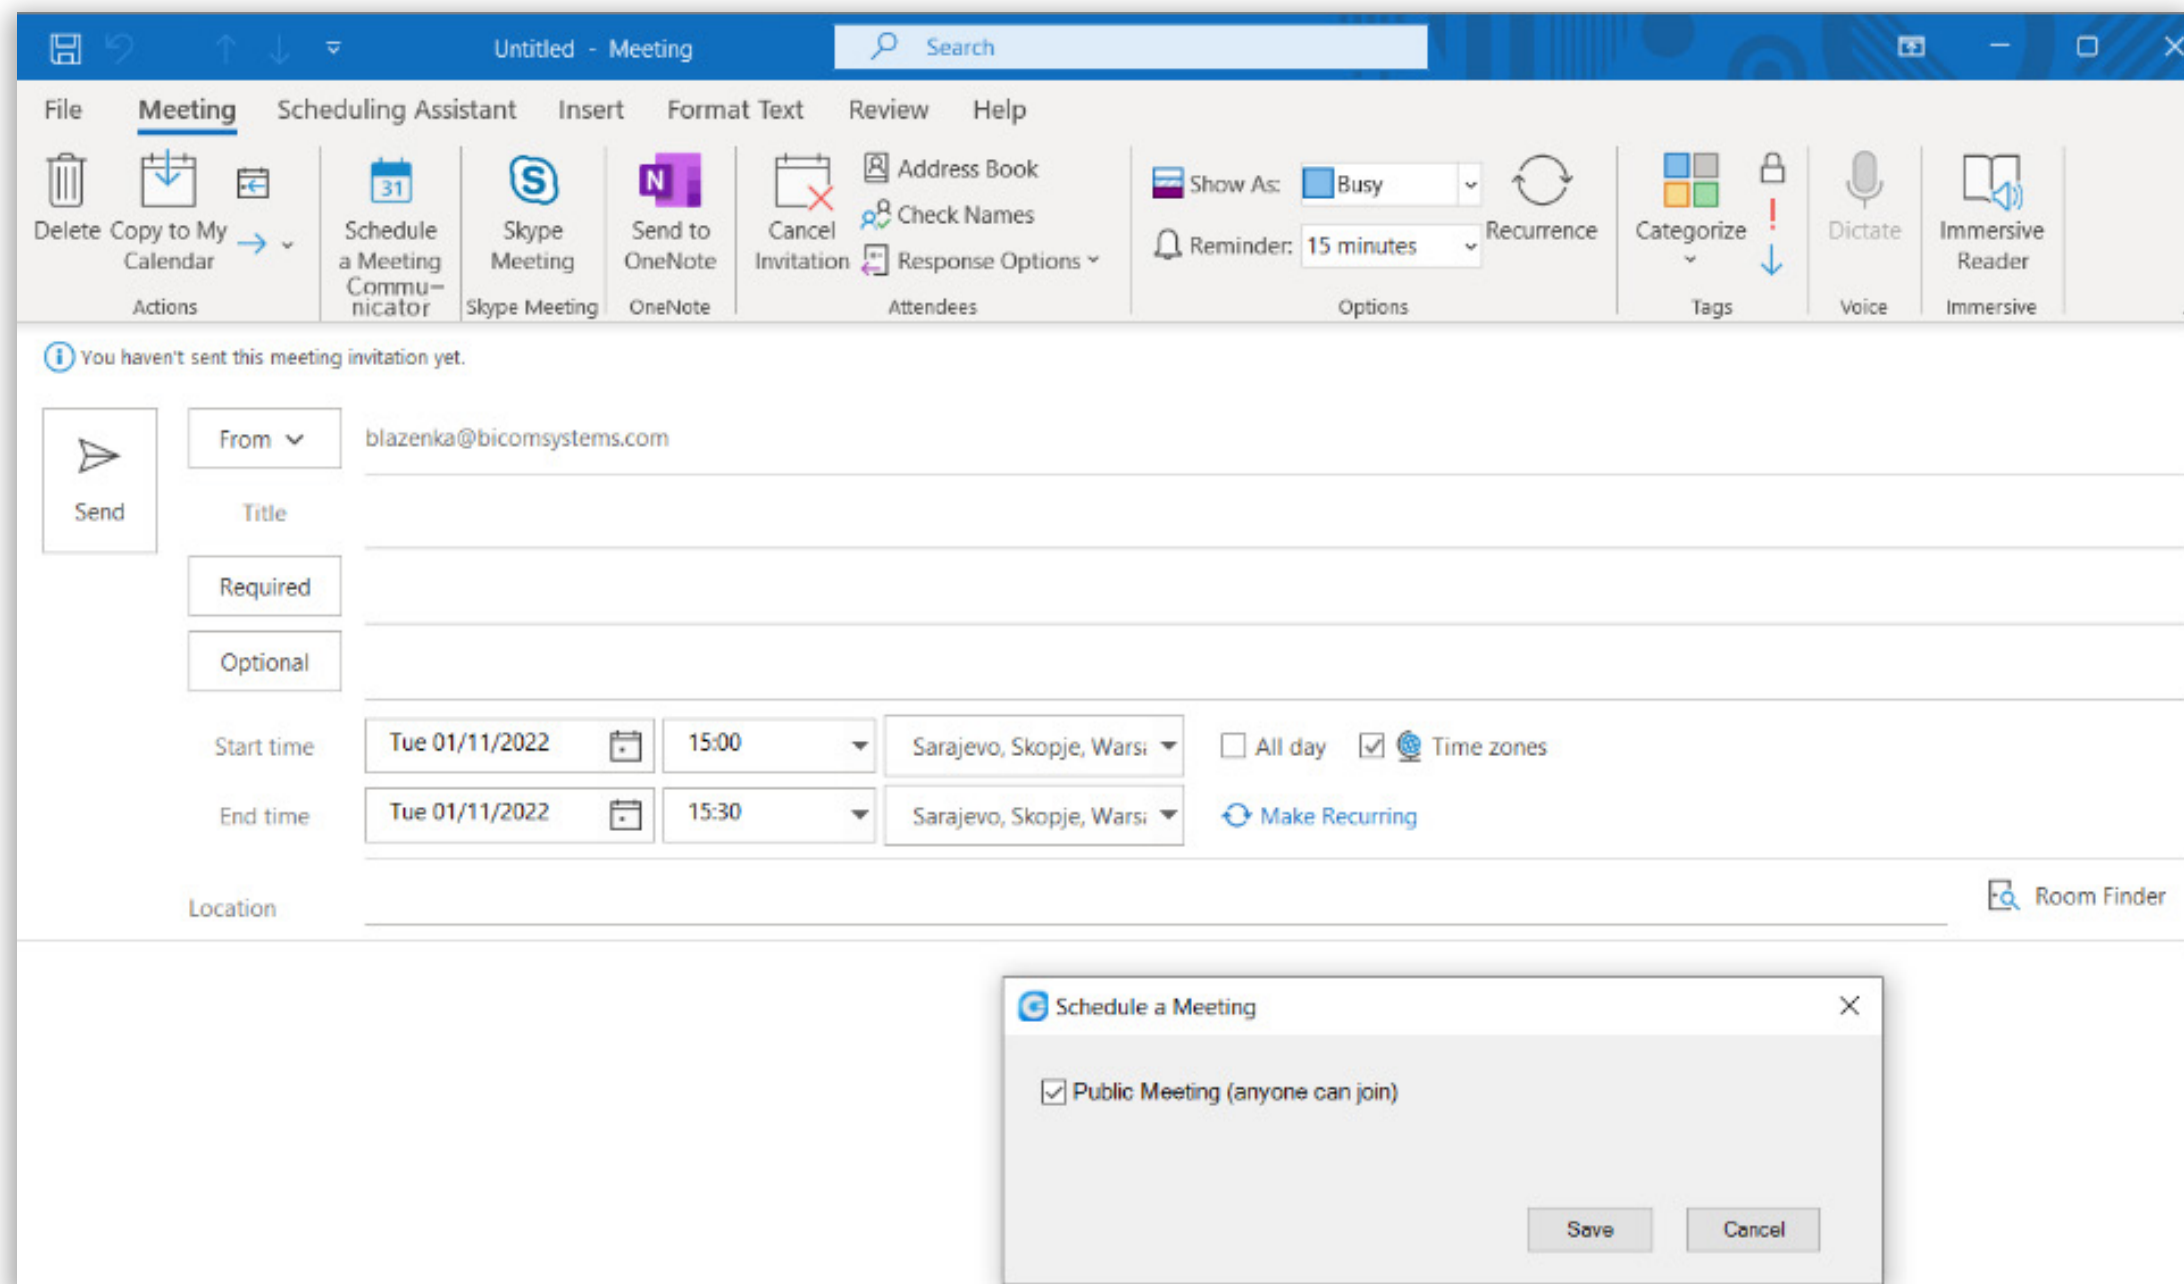 Untitled - Meeting
Search
File Meeting Scheduling Assistant Insert Format Text Review Help
Delete
Copy to My
Calendar
Actions
31
Schedule
a Meeting
Commu-
nicator
S
Skype
Meeting
Skype Meeting
N
Send to
OneNote
OneNote
Cancel
Invitation
Address Book
Check Names
Response Options
Attendees
Show As: Busy
Reminder: 15 minutes
Recurrence
Options
Categorize
Tags
Dictate
Voice
Immersive
Reader
Immersive
You haven't sent this meeting invitation yet.
Send
From blazenka@bicomsystems.com
Title
Required
Optional
Start time Tue 01/11/2022 15:00 Sarajevo, Skopje, Wars All day Time zones
End time Tue 01/11/2022 15:30 Sarajevo, Skopje, Wars Make Recurring
Location Room Finder
Schedule a Meeting
Public Meeting (anyone can join)
Save Cancel